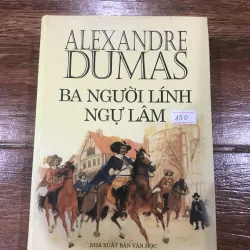 ALEXANDRE
DUMAS
BA NGƯỜI LÍNH
NGỰ LÂM
150
NHÀ XUẤT BẢN VĂN HỌC